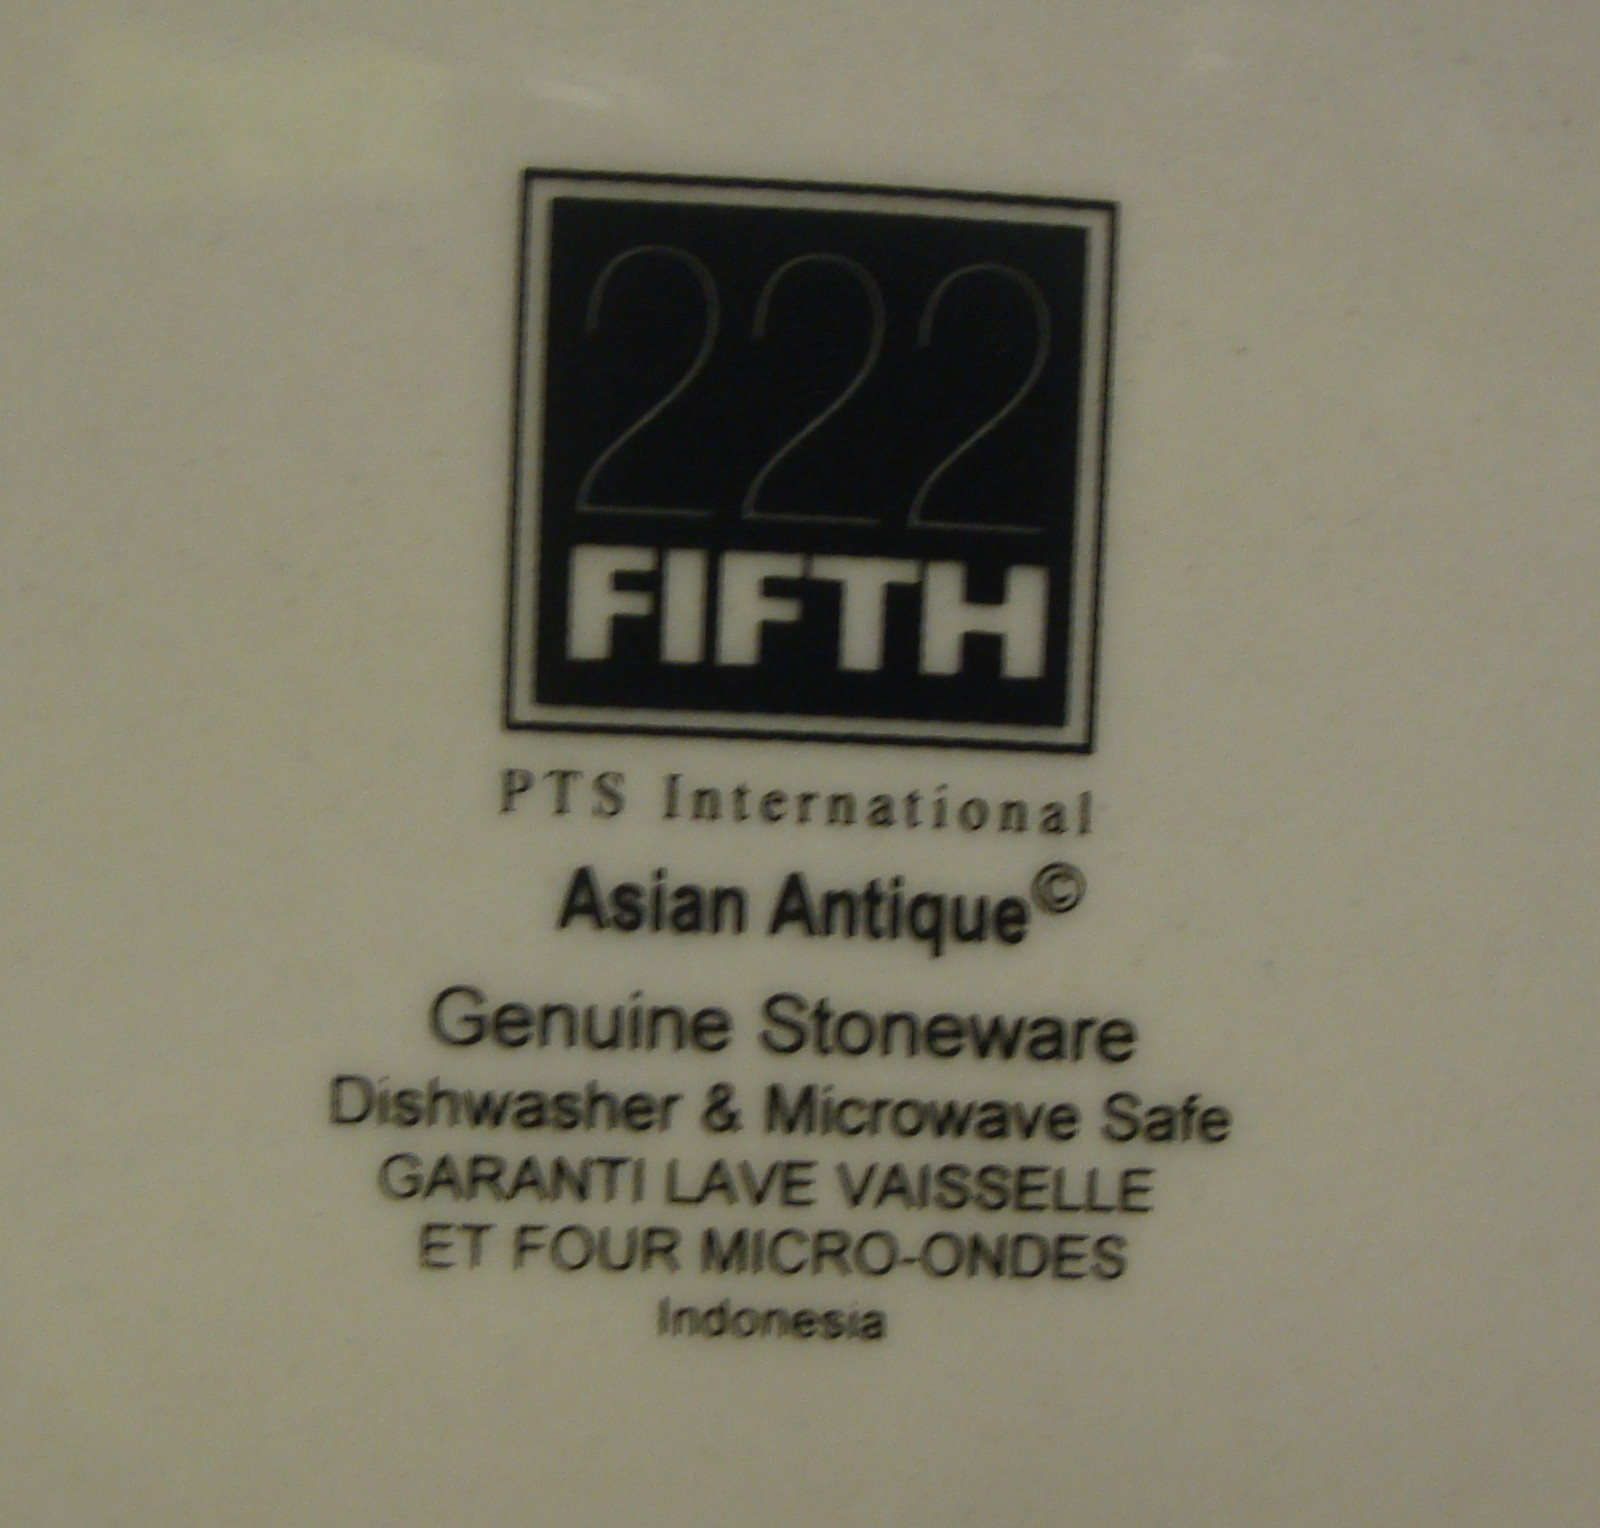 222
FIFTH
PTS International
Asian Antique©
Genuine Stoneware
Dishwasher & Microwave Safe
GARANTI LAVE VAISSELLE
ET FOUR MICRO-ONDES
Indonesia